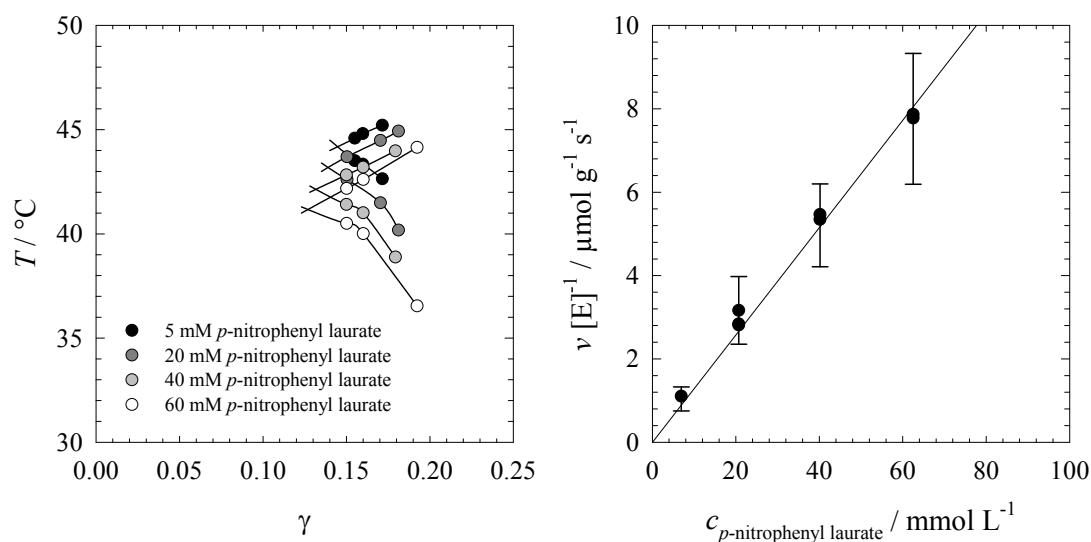 50
45
40
35
30
T / °C
5 mM p-nitrophenyl laurate
20 mM p-nitrophenyl laurate
40 mM p-nitrophenyl laurate
60 mM p-nitrophenyl laurate
0.00 0.05 0.10 0.15 0.20 0.25
γ
10
8
6
4
2
0
v [E]⁻¹ / µmol g⁻¹ s⁻¹
0 20 40 60 80 100
c p-nitrophenyl laurate / mmol L⁻¹